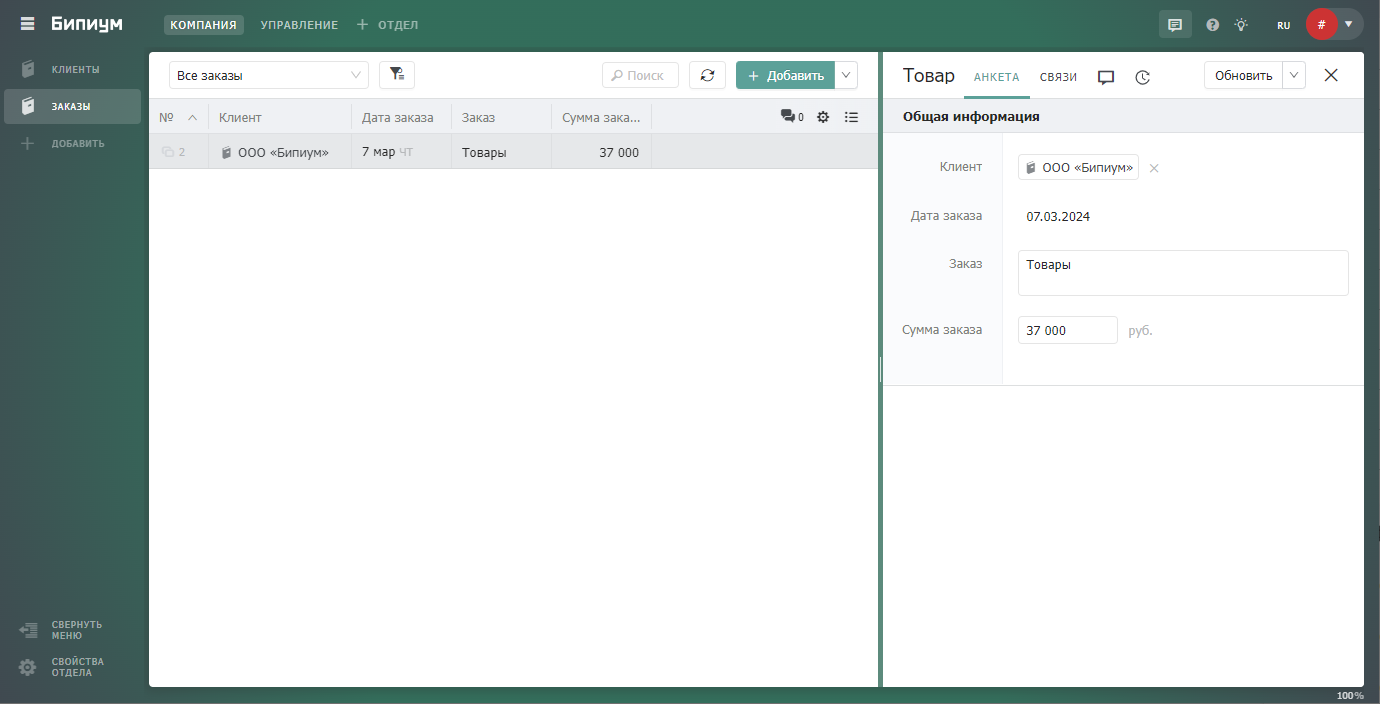 Бипиум
КОМПАНИЯ УПРАВЛЕНИЕ + ОТДЕЛ
RU
#
КЛИЕНТЫ
ЗАКАЗЫ
ДОБАВИТЬ
СВЕРНУТЬ
МЕНЮ
СВОЙСТВА
ОТДЕЛА
Все заказы
Поиск
+ Добавить
№ Клиент Дата заказа Заказ Сумма зака... 0
2 ООО «Бипиум» 7 мар ЧТ Товары 37 000
Товар АНКЕТА СВЯЗИ Обновить
Общая информация
Клиент ООО «Бипиум»
Дата заказа 07.03.2024
Заказ Товары
Сумма заказа 37 000 руб.
100%